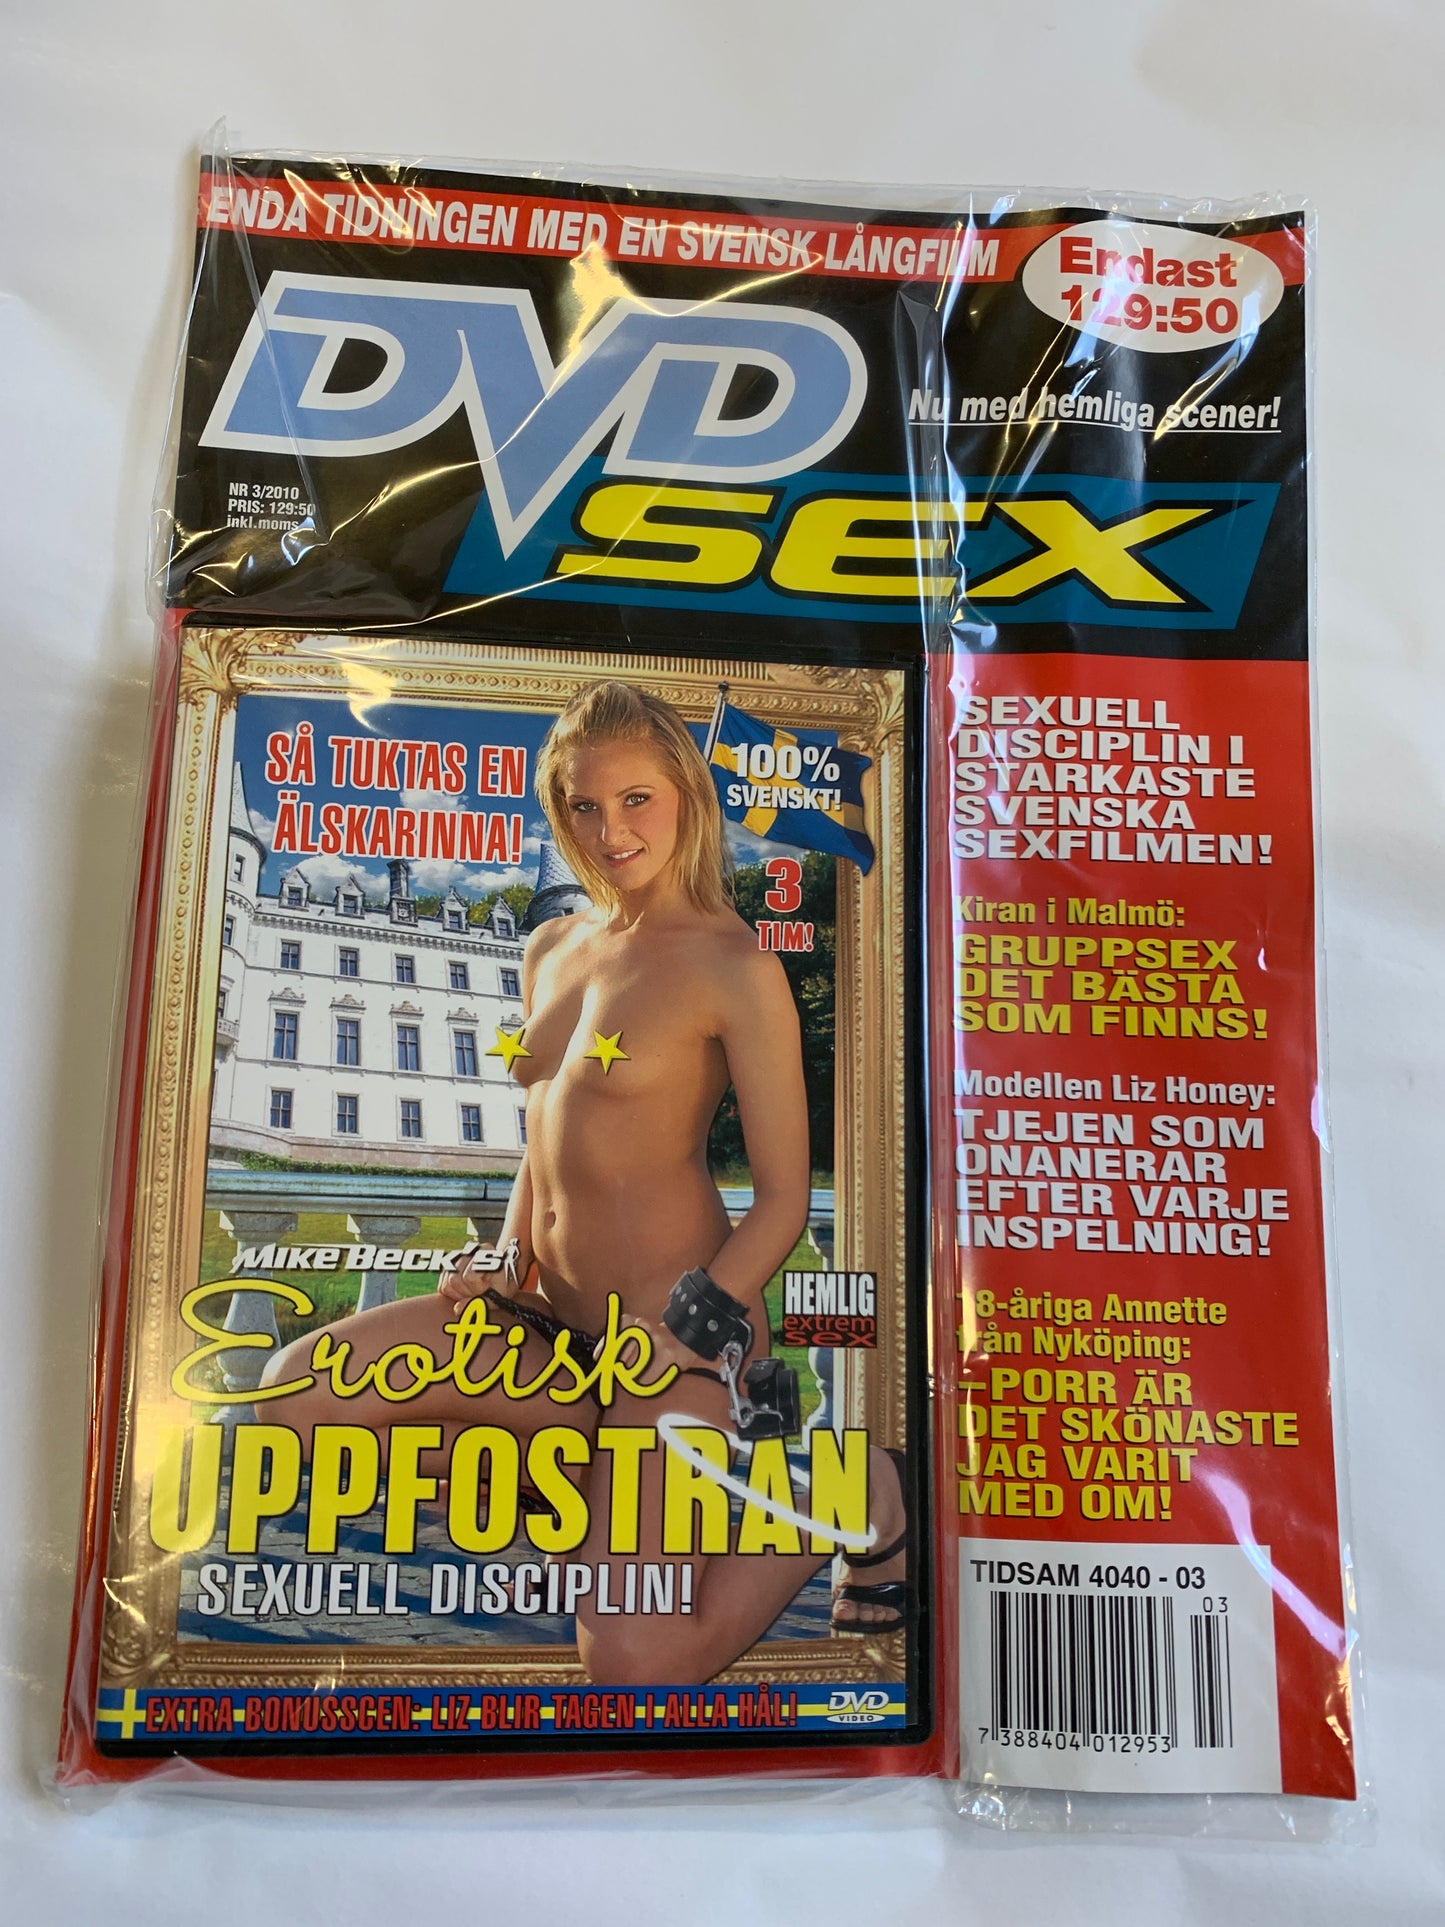 ENDA TIDNINGEN MED EN SVENSK LÅNGFILM
Endast
129:50
DVD
Nu med hemliga scener!
SEX
NR 3/2010
PRIS: 129:50
inkl.moms
SÅ TUKTAS EN
ÄLSKARINNA!
100%
SVENSKT!
3
TIM!
MIKE BECK'S
HEMLIG
extrem
sex
Erotisk
UPPFOSTRAN
SEXUELL DISCIPLIN!
EXTRA BONUSSCEN: LIZ BLIR TAGEN I ALLA HÅL!
DVD
VIDEO
SEXUELL
DISCIPLIN I
STARKASTE
SVENSKA
SEXFILMEN!
Kiran i Malmö:
GRUPPSEX
DET BÄSTA
SOM FINNS!
Modellen Liz Honey:
TJEJEN SOM
ONANERAR
EFTER VARJE
INSPELNING!
18-åriga Annette
från Nyköping:
–PORR ÄR
DET SKÖNASTE
JAG VARIT
MED OM!
TIDSAM 4040 - 03
03
7 388404 012953